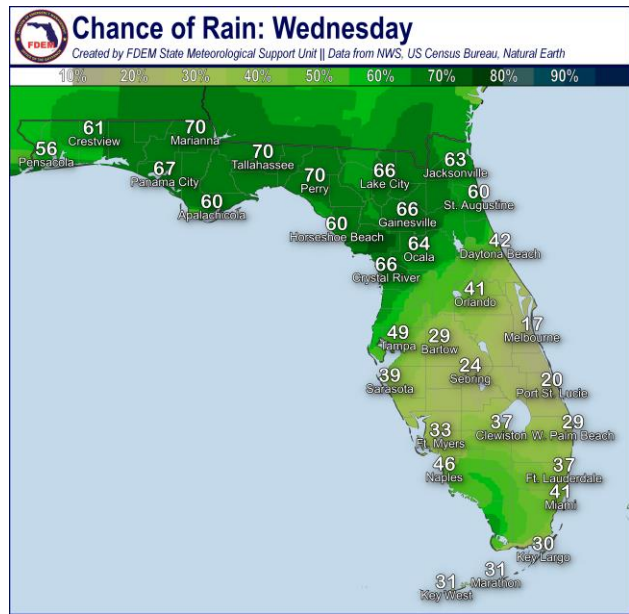 FDEM
Chance of Rain: Wednesday
Created by FDEM State Meteorological Support Unit || Data from NWS, US Census Bureau, Natural Earth
10% 20% 30% 40% 50% 60% 70% 80% 90%
56
Pensacola
61
Crestview
70
Marianna
67
Panama City
60
Apalachicola
70
Tallahassee
70
Perry
66
Lake City
63
Jacksonville
60
St. Augustine
66
Gainesville
60
Horseshoe Beach
64
Ocala
42
Daytona Beach
66
Crystal River
41
Orlando
17
Melbourne
49
Tampa
29
Bartow
24
Sebring
39
Sarasota
20
Port St. Lucie
33
Ft. Myers
37
Clewiston
29
W. Palm Beach
46
Naples
37
Ft. Lauderdale
41
Miami
30
Key Largo
31
Marathon
31
Key West